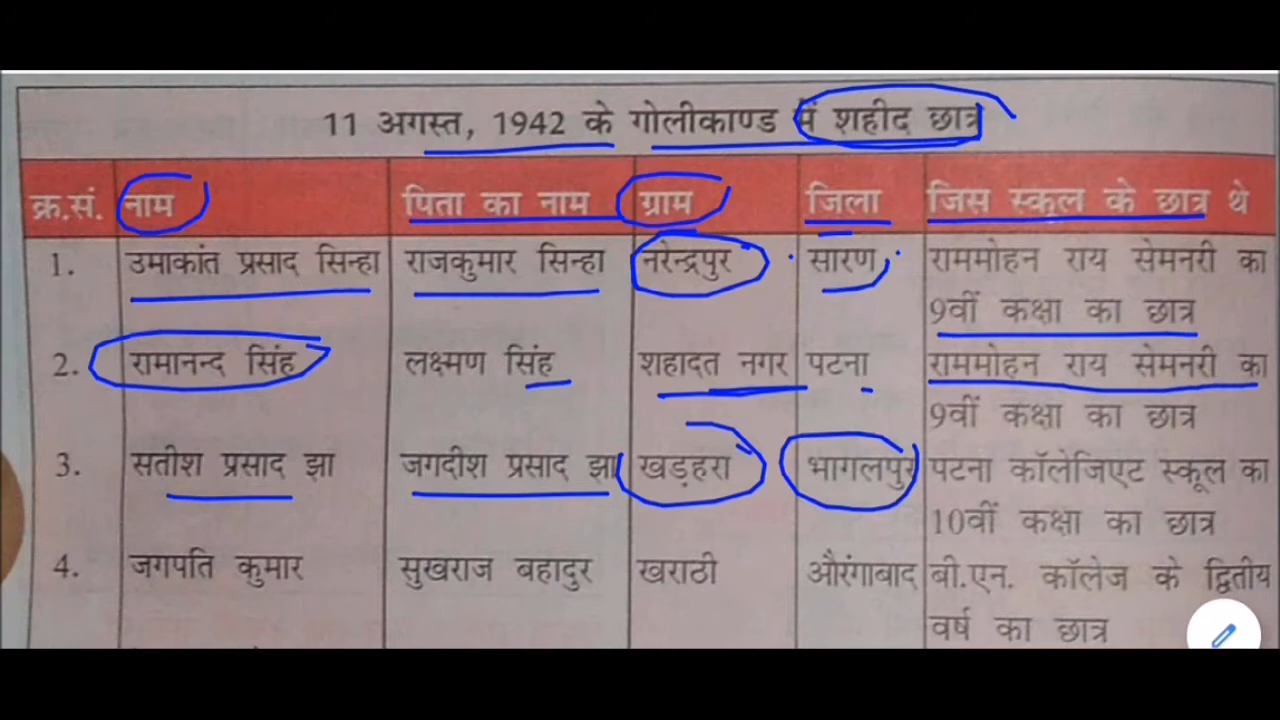 11 अगस्त, 1942 के गोलीकाण्ड में शहीद छात्र
क्र.सं. नाम पिता का नाम ग्राम जिला जिस स्कूल के छात्र थे
1. उमाकांत प्रसाद सिन्हा राजकुमार सिन्हा नरेन्द्रपुर सारण राममोहन राय सेमनरी का
9वीं कक्षा का छात्र
2. रामानन्द सिंह लक्ष्मण सिंह शहादत नगर पटना राममोहन राय सेमनरी का
9वीं कक्षा का छात्र
3. सतीश प्रसाद झा जगदीश प्रसाद झा खड़हरा भागलपुर पटना कॉलेजिएट स्कूल का
10वीं कक्षा का छात्र
4. जगपति कुमार सुखराज बहादुर खराठी औरंगाबाद बी.एन. कॉलेज के द्वितीय
वर्ष का छात्र